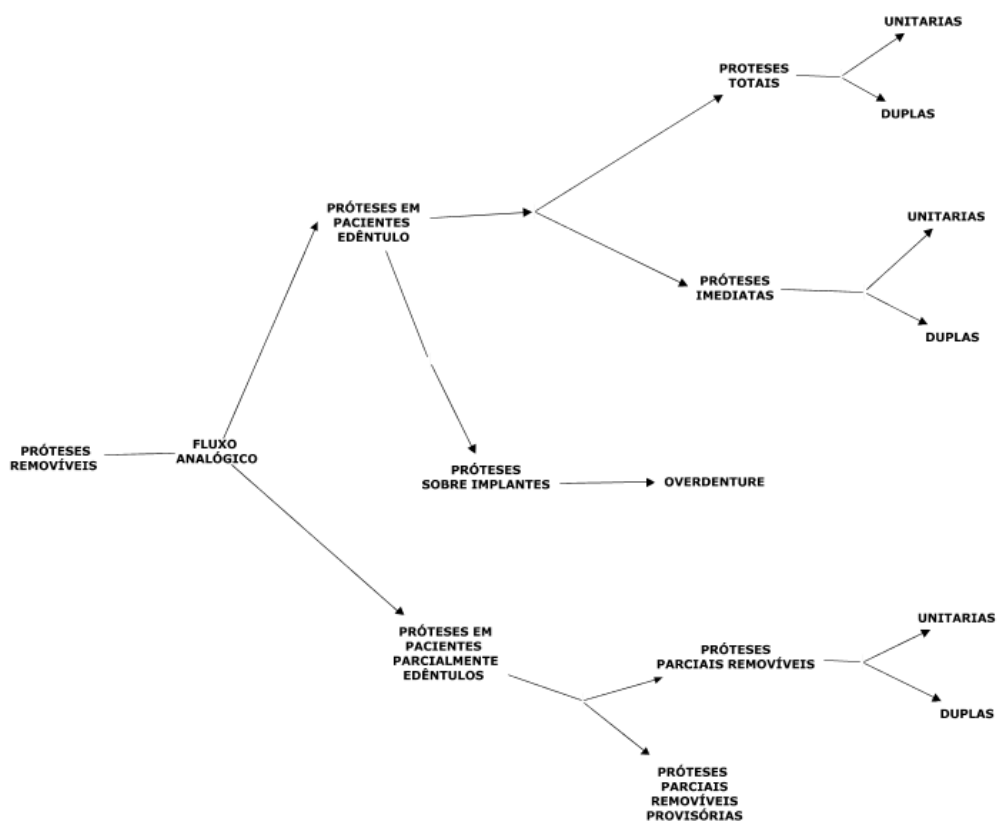 UNITARIAS
PROTESES
TOTAIS
DUPLAS
PRÓTESES EM
PACIENTES
EDÊNTULO
UNITARIAS
PRÓTESES
IMEDIATAS
DUPLAS
PRÓTESES
REMOVÍVEIS
FLUXO
ANALÓGICO
PRÓTESES
SOBRE IMPLANTES
OVERDENTURE
PRÓTESES EM
PACIENTES
PARCIALMENTE
EDÊNTULOS
PRÓTESES
PARCIAIS REMOVÍVEIS
UNITARIAS
DUPLAS
PRÓTESES
PARCIAIS
REMOVÍVEIS
PROVISÓRIAS